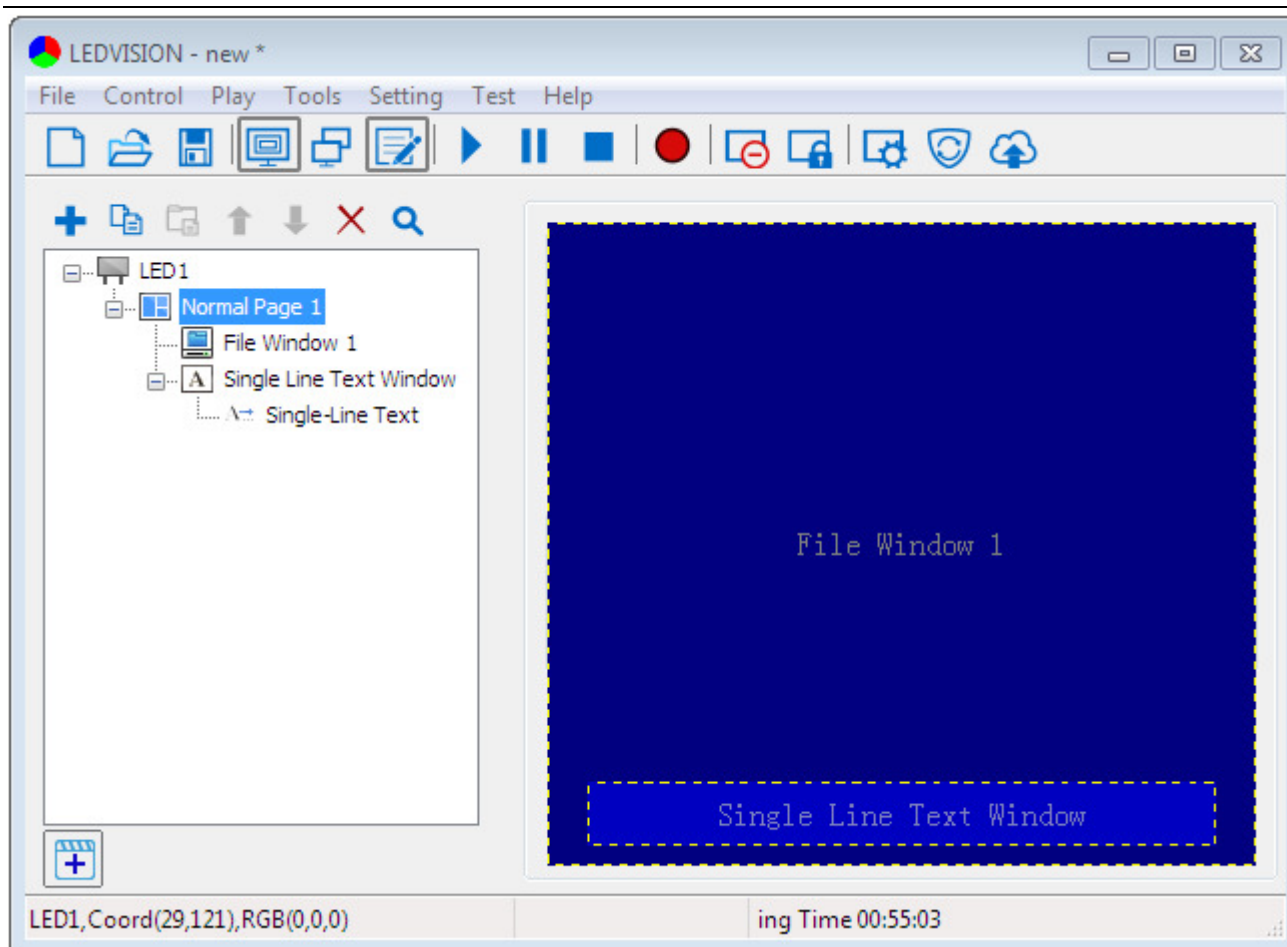 LEDVISION - new *
File Control Play Tools Setting Test Help
LED1
Normal Page 1
File Window 1
A Single Line Text Window
A Single-Line Text
File Window 1
Single Line Text Window
LED1,Coord(29,121),RGB(0,0,0) ing Time 00:55:03